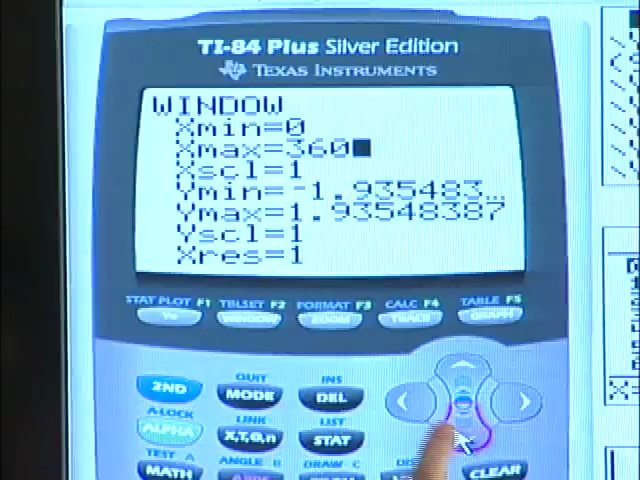 TI-84 Plus Silver Edition
TEXAS INSTRUMENTS
WINDOW
Xmin=0
Xmax=360
Xscl=1
Ymin=-1.935483…
Ymax=1.93548387
Yscl=1
Xres=1
STAT PLOT F1 TBLSET F2 FORMAT F3 CALC F4 TABLE F5
Y= WINDOW ZOOM TRACE GRAPH
QUIT INS
2ND MODE DEL
A-LOCK LINK LIST
ALPHA X,T,Θ,n STAT
TEST A ANGLE B DRAW C
MATH CLEAR
X=